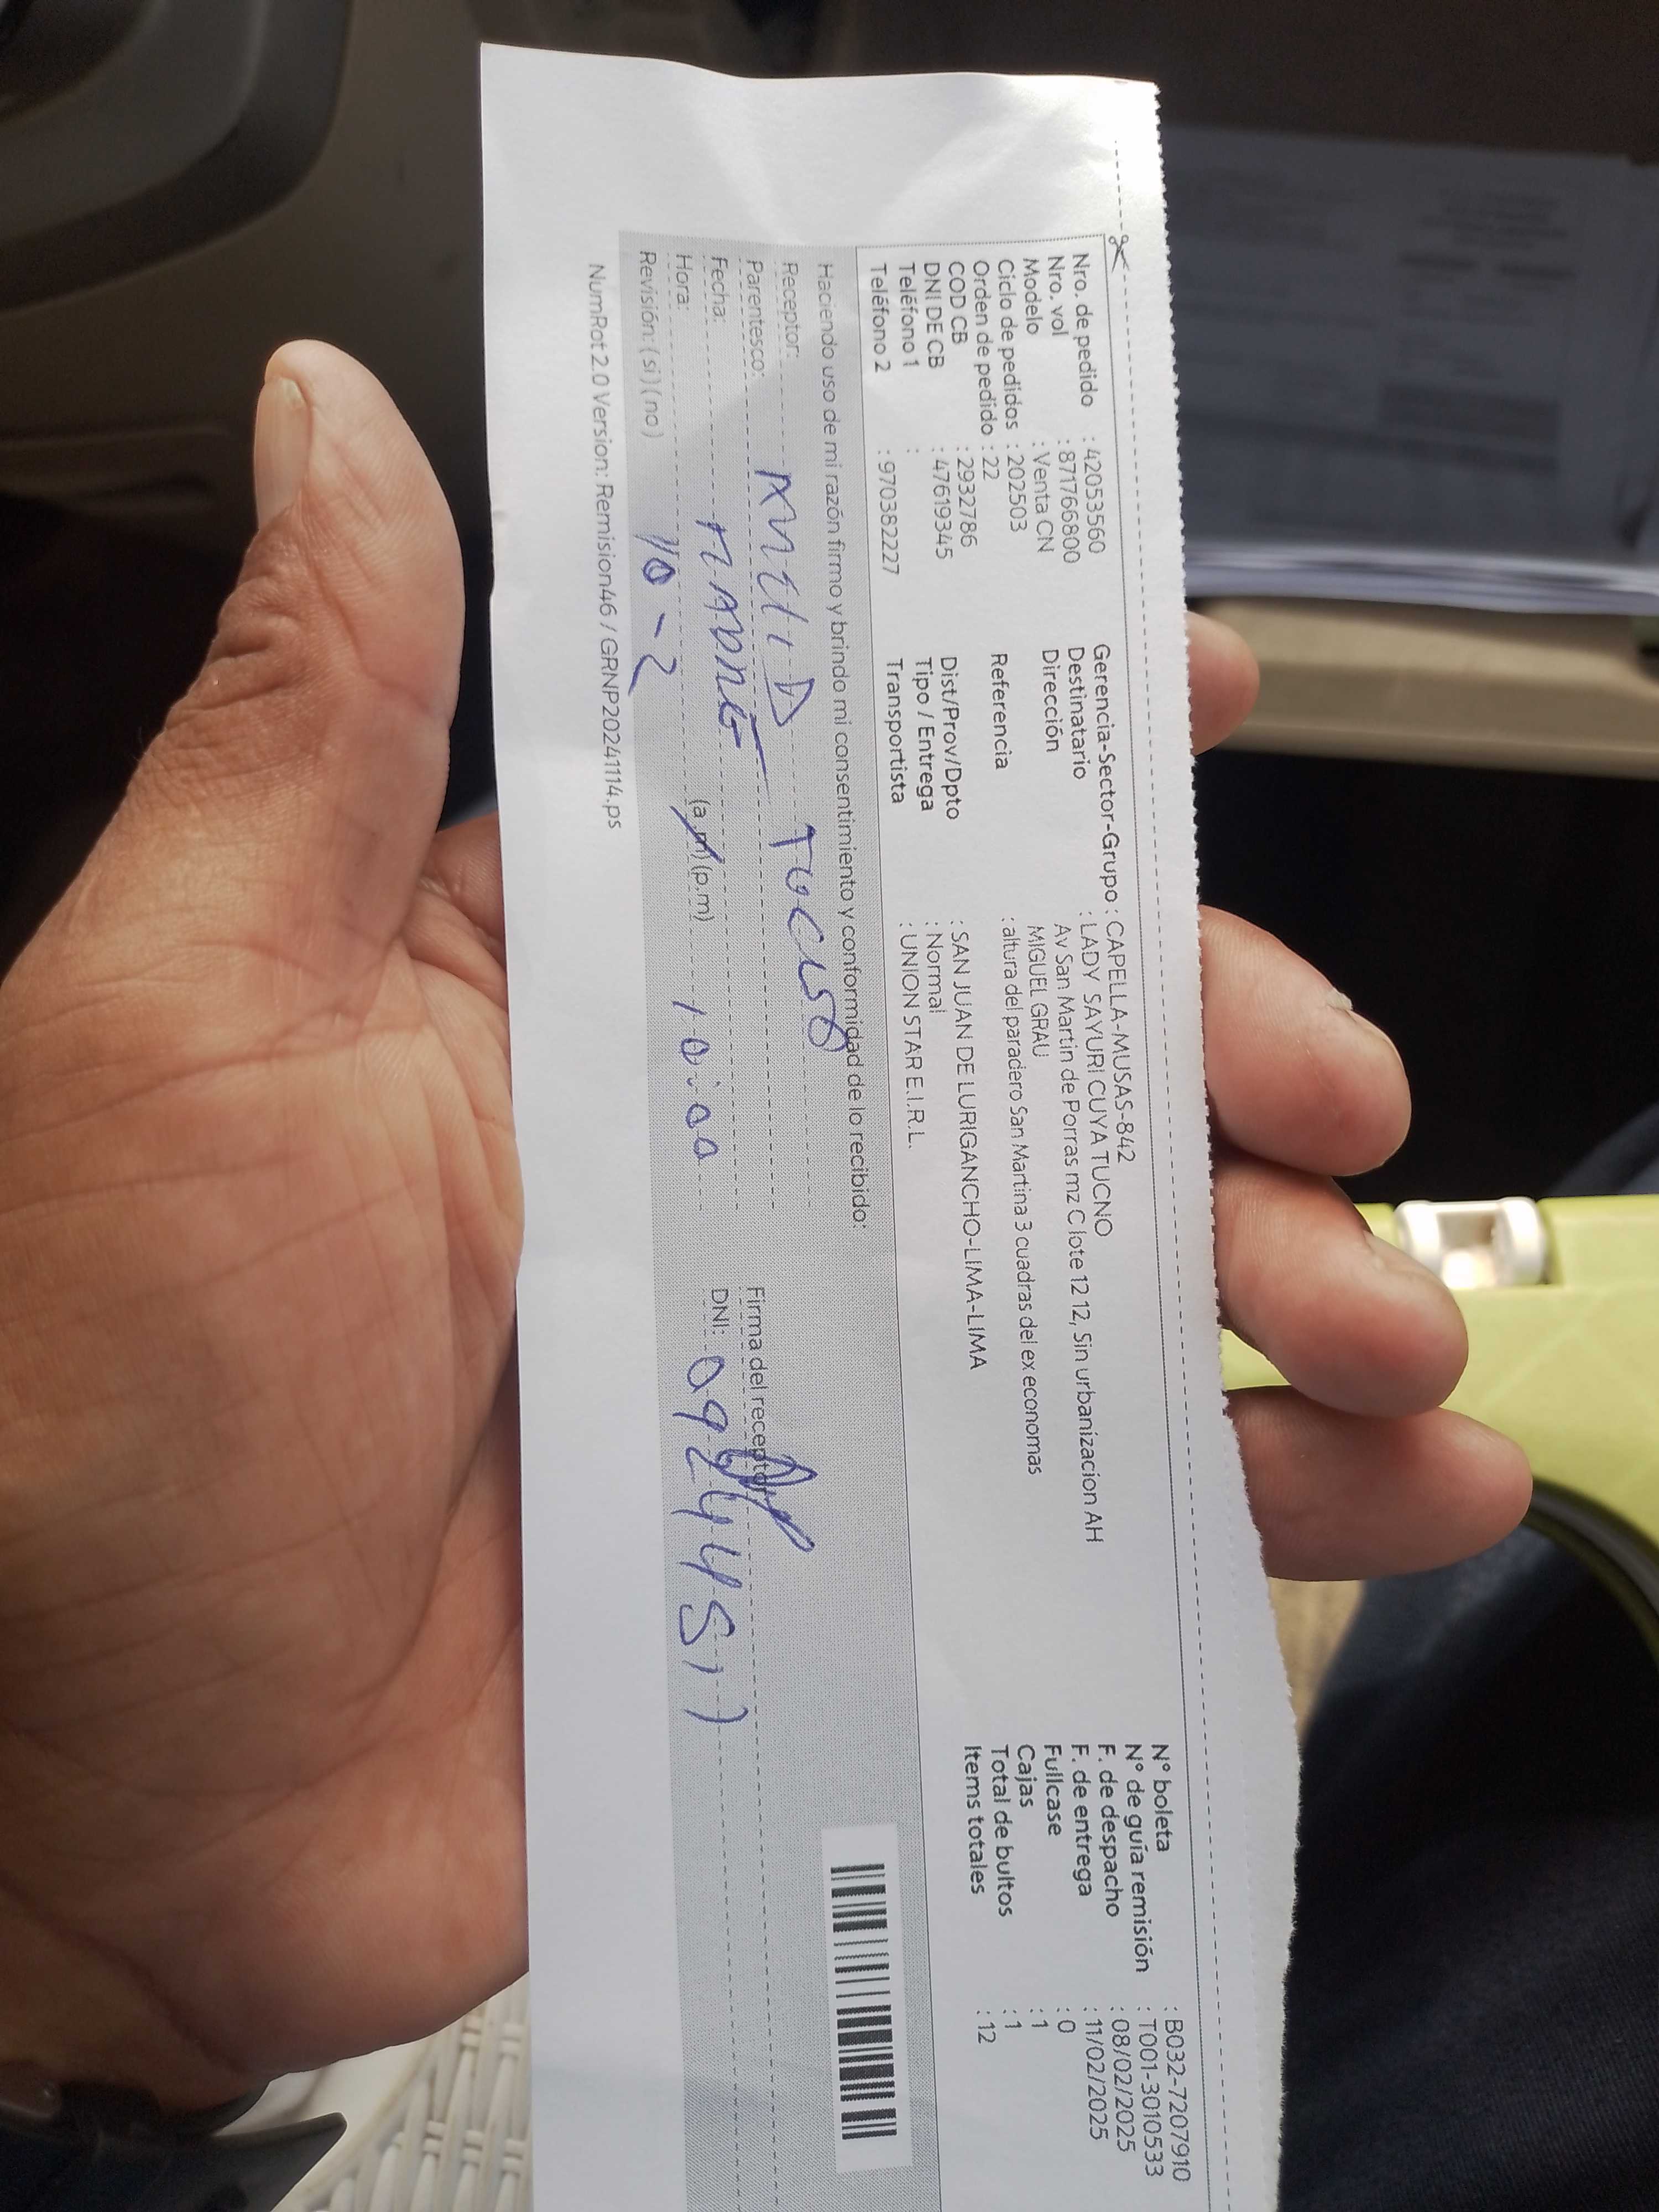 Nro. de pedido : 42053560
Nro. vol : 871766800
Modelo : Venta CN
Ciclo de pedidos : 202503
Orden de pedido : 22
COD CB : 2932786
DNI DE CB : 47619345
Teléfono 1 :
Teléfono 2 : 970382227
Gerencia-Sector-Grupo : CAPELLA-MUSAS-842
Destinatario : LADY SAYURI CUYA TUCNO
Dirección Av San Martin de Porras mz C lote 12 12, Sin urbanizacion AH
MIGUEL GRAU
Referencia : altura del paradero San Martina 3 cuadras del ex economas
Dist/Prov/Dpto : SAN JUAN DE LURIGANCHO-LIMA-LIMA
Tipo / Entrega : Normal
Transportista : UNION STAR E.I.R.L.
N° boleta : B032-7207910
N° de guía remisión : T001-3010533
F. de despacho : 08/02/2025
F. de entrega : 11/02/2025
Fullcase : 0
Cajas : 1
Total de bultos : 1
Items totales : 12
Haciendo uso de mi razón firmo y brindo mi consentimiento y conformidad de lo recibido:
Receptor:
Parentesco:
Fecha: 10-2
Hora: (a.m) (p.m) 10:00
Revisión: (si) (no)
Firma del receptor
DNI: 09244511
NumRot 2.0 Version: Remision46 / GRNP20241114.ps